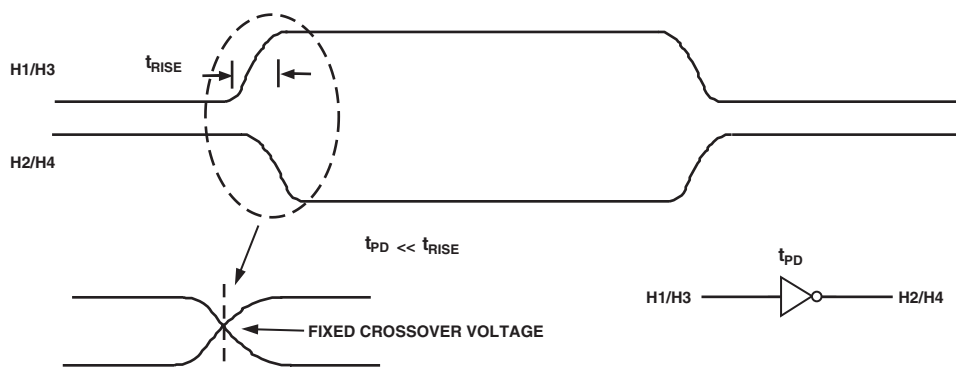 H1/H3
tRISE
H2/H4
tPD << tRISE
tPD
H1/H3
H2/H4
FIXED CROSSOVER VOLTAGE